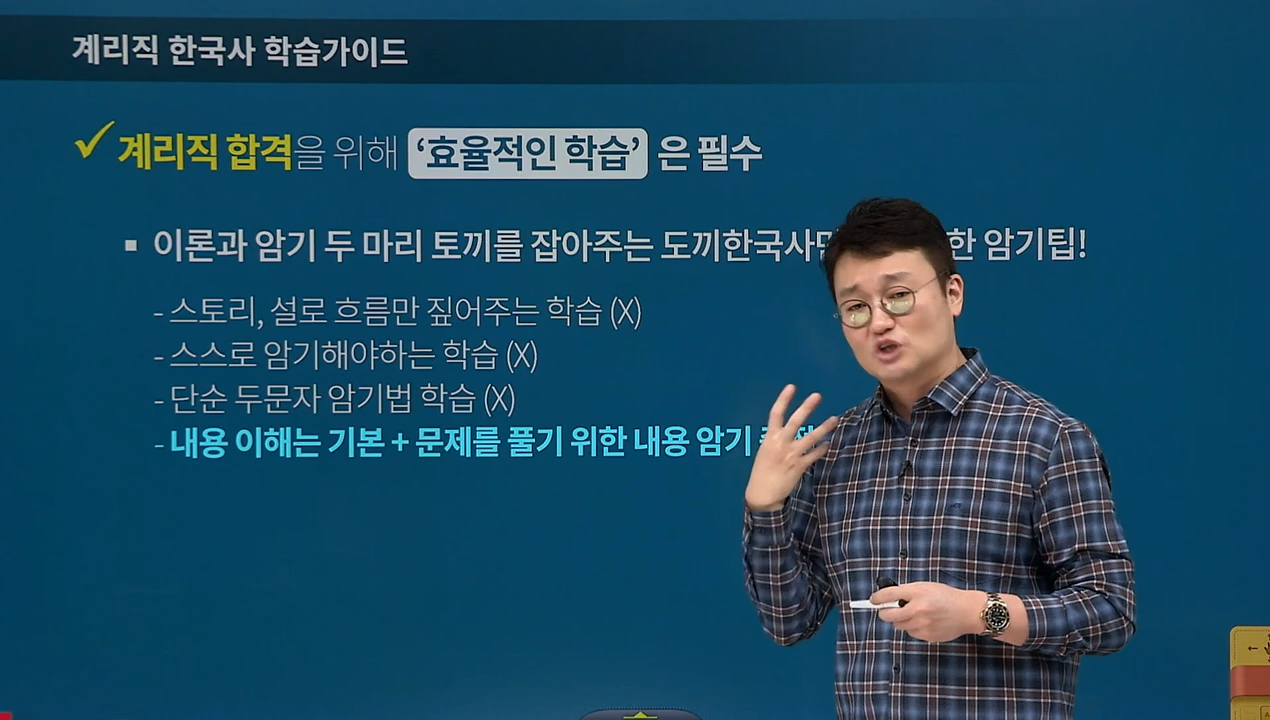 계리직 한국사 학습가이드
✓ 계리직 합격을 위해 ‘효율적인 학습’ 은 필수
▪ 이론과 암기 두 마리 토끼를 잡아주는 도끼한국사만 한 암기팁!
- 스토리, 설로 흐름만 짚어주는 학습 (X)
- 스스로 암기해야하는 학습 (X)
- 단순 두문자 암기법 학습 (X)
- 내용 이해는 기본 + 문제를 풀기 위한 내용 암기